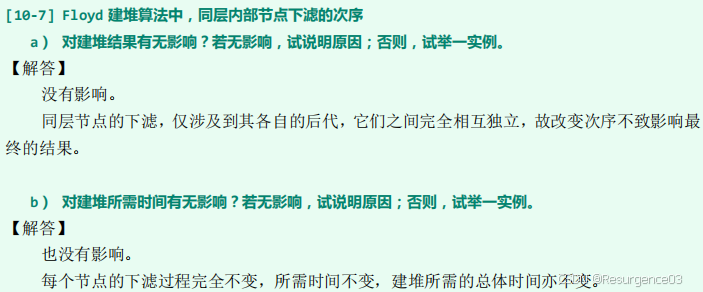 [10-7] Floyd 建堆算法中，同层内部节点下滤的次序
a） 对建堆结果有无影响？若无影响，试说明原因；否则，试举一实例。
【解答】
没有影响。
同层节点的下滤，仅涉及到其各自的后代，它们之间完全相互独立，故改变次序不致影响最
终的结果。
b） 对建堆所需时间有无影响？若无影响，试说明原因；否则，试举一实例。
【解答】
也没有影响。
每个节点的下滤过程完全不变，所需时间不变，建堆所需的总体时间亦不变。
@Resurgence03